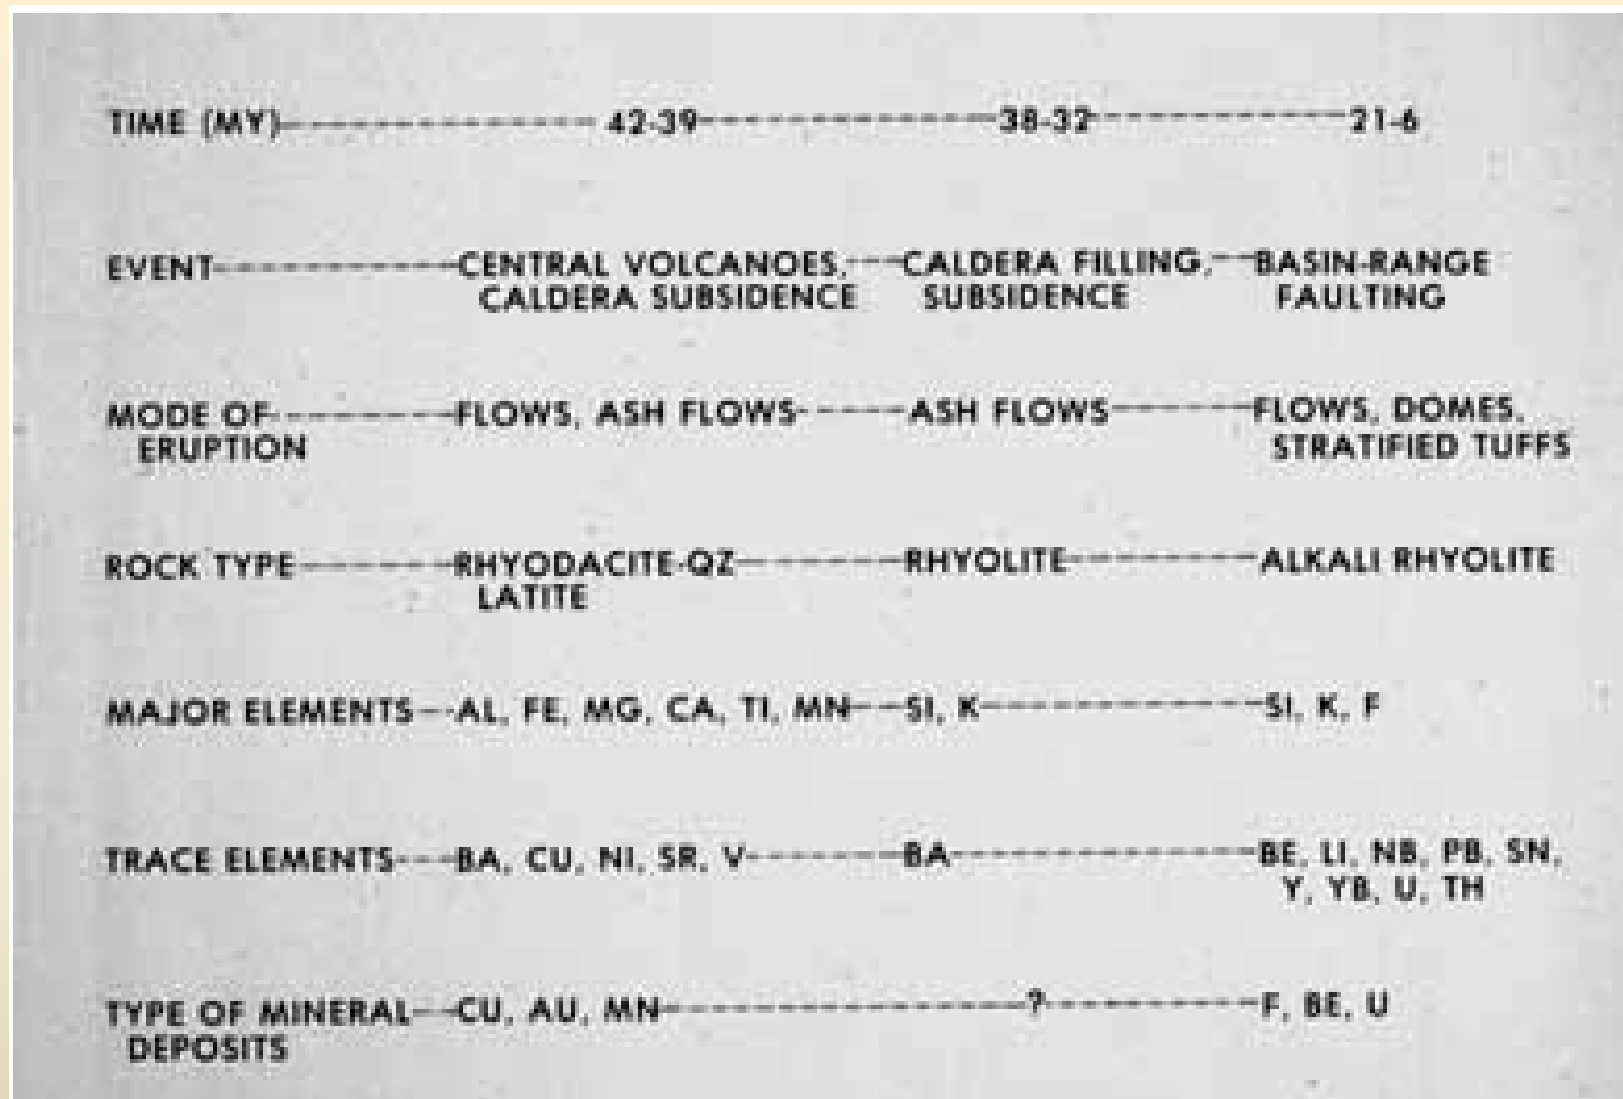 TIME (MY)------------ 42-39--------------38-32------------21-6
EVENT-----------CENTRAL VOLCANOES,---CALDERA FILLING,--BASIN-RANGE
CALDERA SUBSIDENCE SUBSIDENCE FAULTING
MODE OF---------FLOWS, ASH FLOWS-----ASH FLOWS------FLOWS, DOMES,
ERUPTION STRATIFIED TUFFS
ROCK TYPE-------RHYODACITE-QZ-------RHYOLITE--------ALKALI RHYOLITE
LATITE
MAJOR ELEMENTS--AL, FE, MG, CA, TI, MN--SI, K------------SI, K, F
TRACE ELEMENTS---BA, CU, NI, SR, V-------BA-------------BE, LI, NB, PB, SN,
Y, YB, U, TH
TYPE OF MINERAL--CU, AU, MN---------------?---------F, BE, U
DEPOSITS